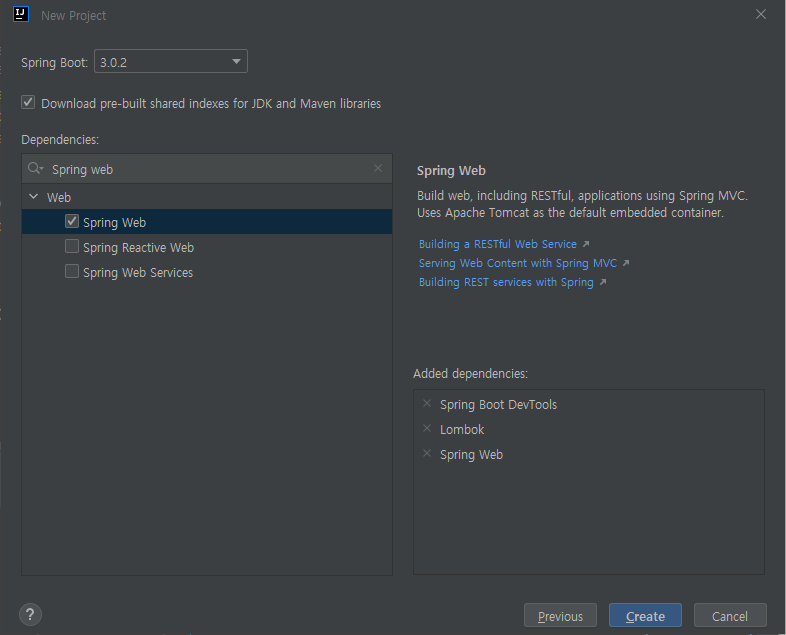 New Project
Spring Boot: 3.0.2
Download pre-built shared indexes for JDK and Maven libraries
Dependencies:
Spring web
Web
Spring Web
Spring Reactive Web
Spring Web Services
Spring Web
Build web, including RESTful, applications using Spring MVC.
Uses Apache Tomcat as the default embedded container.
Building a RESTful Web Service
Serving Web Content with Spring MVC
Building REST services with Spring
Added dependencies:
Spring Boot DevTools
Lombok
Spring Web
?
Previous
Create
Cancel